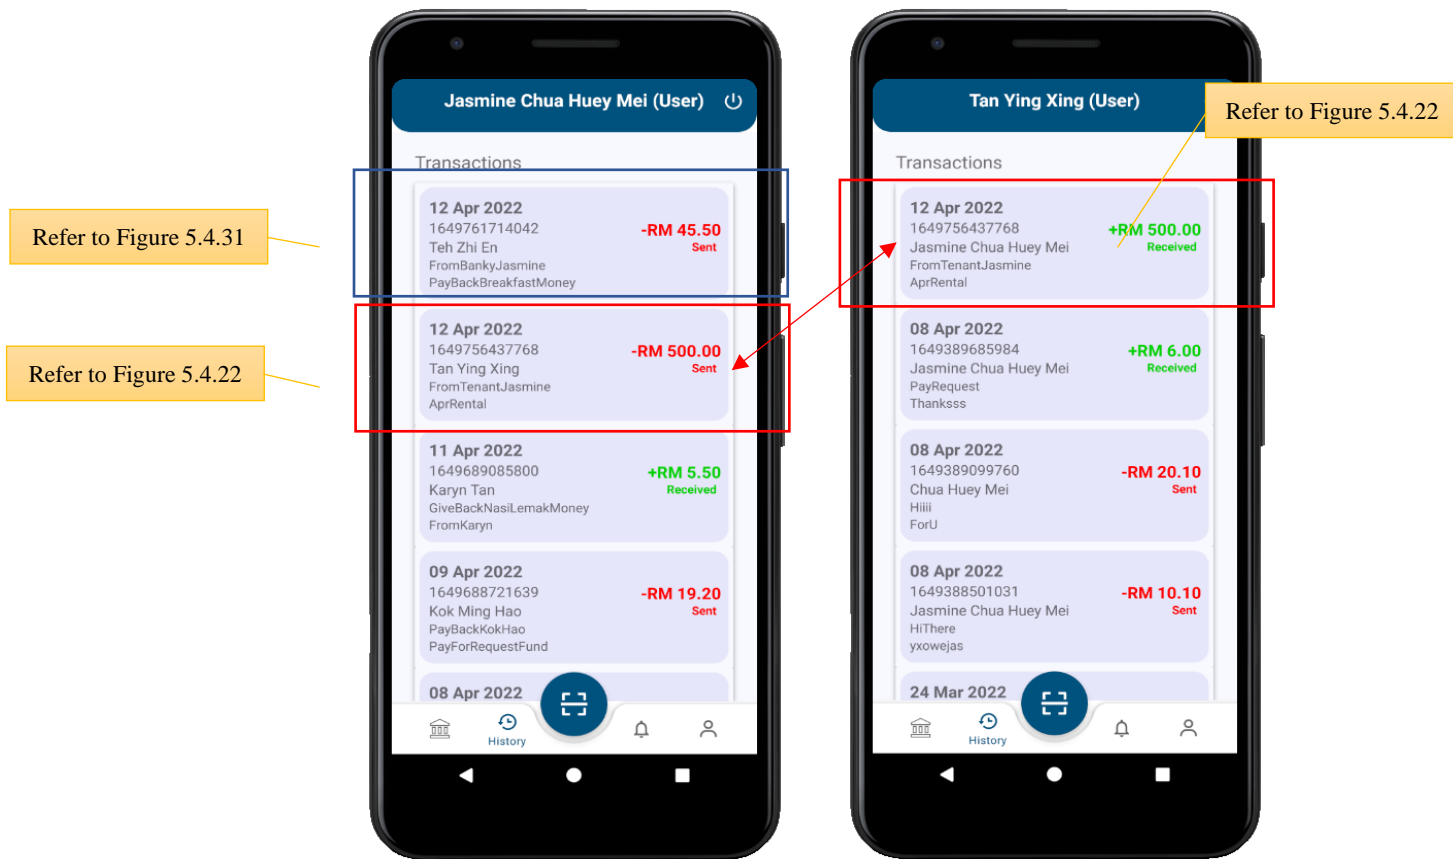 Refer to Figure 5.4.31
Refer to Figure 5.4.22
Jasmine Chua Huey Mei (User)
Transactions
12 Apr 2022
1649761714042
-RM 45.50
Teh Zhi En
Sent
FromBankyJasmine
PayBackBreakfastMoney
12 Apr 2022
1649756437768
-RM 500.00
Tan Ying Xing
Sent
FromTenantJasmine
AprRental
11 Apr 2022
1649689085800
+RM 5.50
Karyn Tan
Received
GiveBackNasiLemakMoney
FromKaryn
09 Apr 2022
1649688721639
-RM 19.20
Kok Ming Hao
Sent
PayBackKokHao
PayForRequestFund
08 Apr 2022
History
Tan Ying Xing (User)
Refer to Figure 5.4.22
Transactions
12 Apr 2022
1649756437768
+RM 500.00
Jasmine Chua Huey Mei
Received
FromTenantJasmine
AprRental
08 Apr 2022
1649389685984
+RM 6.00
Jasmine Chua Huey Mei
Received
PayRequest
Thanksss
08 Apr 2022
1649389099760
-RM 20.10
Chua Huey Mei
Sent
Hiiii
ForU
08 Apr 2022
1649388501031
-RM 10.10
Jasmine Chua Huey Mei
Sent
HiThere
yxowejas
24 Mar 2022
History